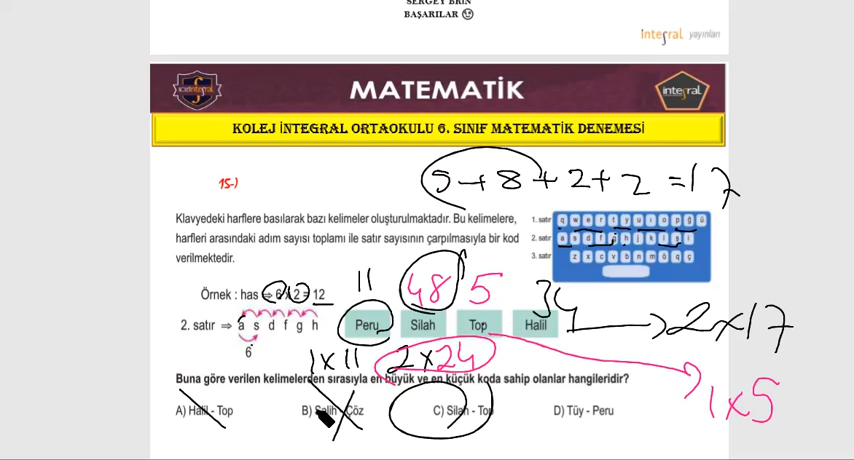 SERGEY BRIN
BAŞARILAR 😉
integral yayınları
MATEMATİK
integral
KOLEJ İNTEGRAL ORTAOKULU 6. SINIF MATEMATİK DENEMESİ
5+8+2+2=17
15-)
Klavyedeki harflere basılarak bazı kelimeler oluşturulmaktadır. Bu kelimelere,
harfleri arasındaki adım sayısı toplamı ile satır sayısının çarpılmasıyla bir kod
verilmektedir.
1. satır q w e r t y u ı o p ğ ü
2. satır a s d f g h j k l ş i
3. satır z x c v b n m ö ç
11 48 5 34
Örnek : has ⇒ 6 x 2 = 12
2. satır ⇒ a s d f g h
6
Peru Silah Top Halil
2x17
1x11 2x24
Buna göre verilen kelimelerden sırasıyla en büyük ve en küçük koda sahip olanlar hangileridir?
1x5
A) Halil - Top B) Salih - Çöz C) Silah - Top D) Tüy - Peru